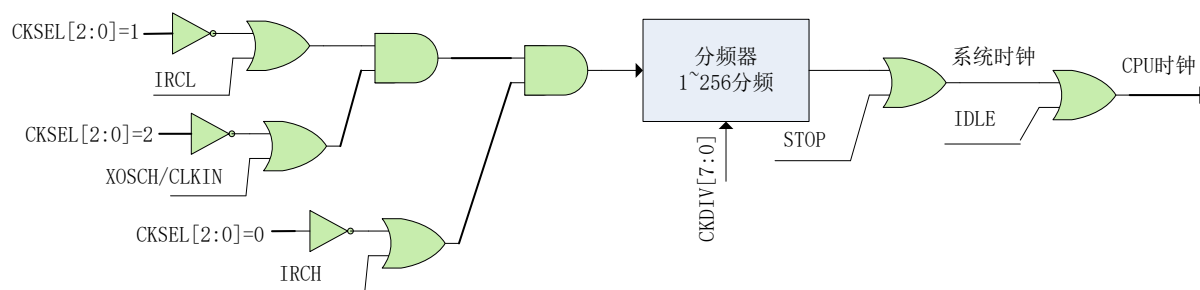 CKSEL[2:0]=1
IRCL
CKSEL[2:0]=2
XOSCH/CLKIN
CKSEL[2:0]=0
IRCH
分频器
1~256分频
CKDIV[7:0]
STOP
系统时钟
IDLE
CPU时钟